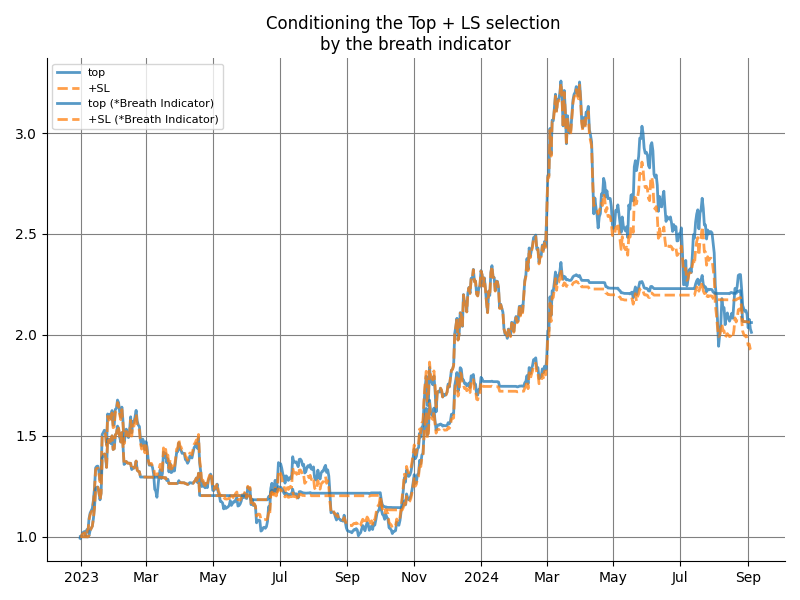 Conditioning the Top + LS selection
by the breath indicator
top
+SL
top (*Breath Indicator)
+SL (*Breath Indicator)
3.0
2.5
2.0
1.5
1.0
2023 Mar May Jul Sep Nov 2024 Mar May Jul Sep